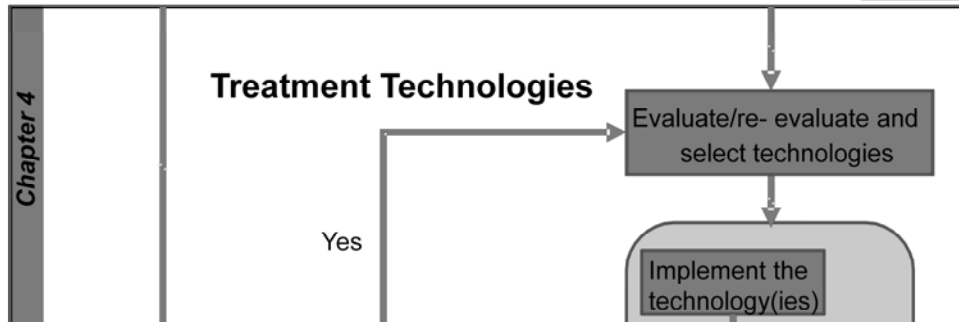 Chapter 4
Treatment Technologies
Evaluate/re- evaluate and
select technologies
Yes
Implement the
technology(ies)